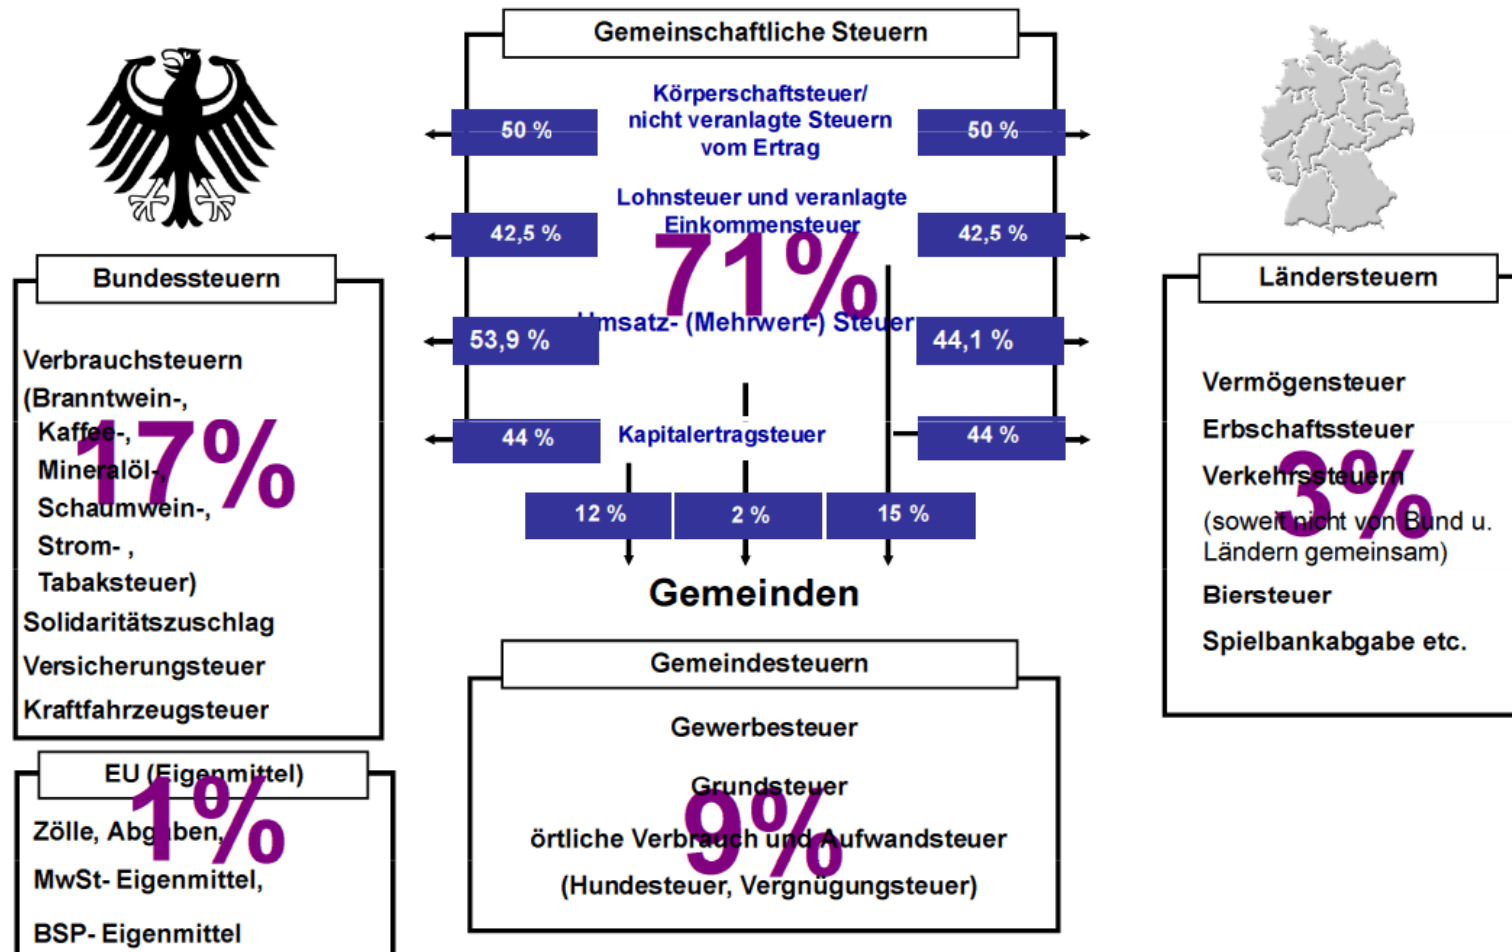 Gemeinschaftliche Steuern
Körperschaftsteuer/
nicht veranlagte Steuern
vom Ertrag
50 %
50 %
Lohnsteuer und veranlagte
Einkommensteuer
42,5 %
42,5 %
71%
Umsatz- (Mehrwert-) Steuer
53,9 %
44,1 %
Kapitalertragsteuer
44 %
44 %
12 %
2 %
15 %
Gemeinden
Bundessteuern
Verbrauchsteuern
(Branntwein-,
Kaffee-,
Mineralöl-,
Schaumwein-,
Strom- ,
Tabaksteuer)
Solidaritätszuschlag
Versicherungsteuer
Kraftfahrzeugsteuer
17%
EU (Eigenmittel)
1%
Zölle, Abgaben,
MwSt- Eigenmittel,
BSP- Eigenmittel
Gemeindesteuern
Gewerbesteuer
Grundsteuer
9%
örtliche Verbrauch und Aufwandsteuer
(Hundesteuer, Vergnügungsteuer)
Ländersteuern
Vermögensteuer
Erbschaftssteuer
Verkehrssteuern
3%
(soweit nicht von Bund u.
Ländern gemeinsam)
Biersteuer
Spielbankabgabe etc.